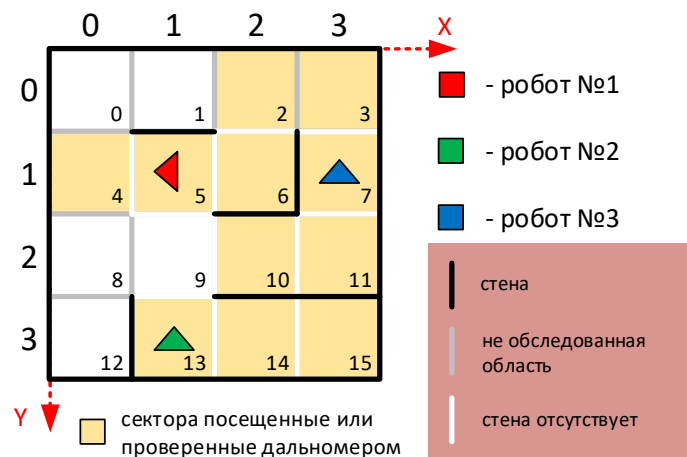 0 1 2 3
X
0
0 1 2 3
1
4 5 6 7
2
8 9 10 11
3
12 13 14 15
Y
- робот №1
- робот №2
- робот №3
стена
не обследованная
область
стена отсутствует
сектора посещенные или
проверенные дальномером